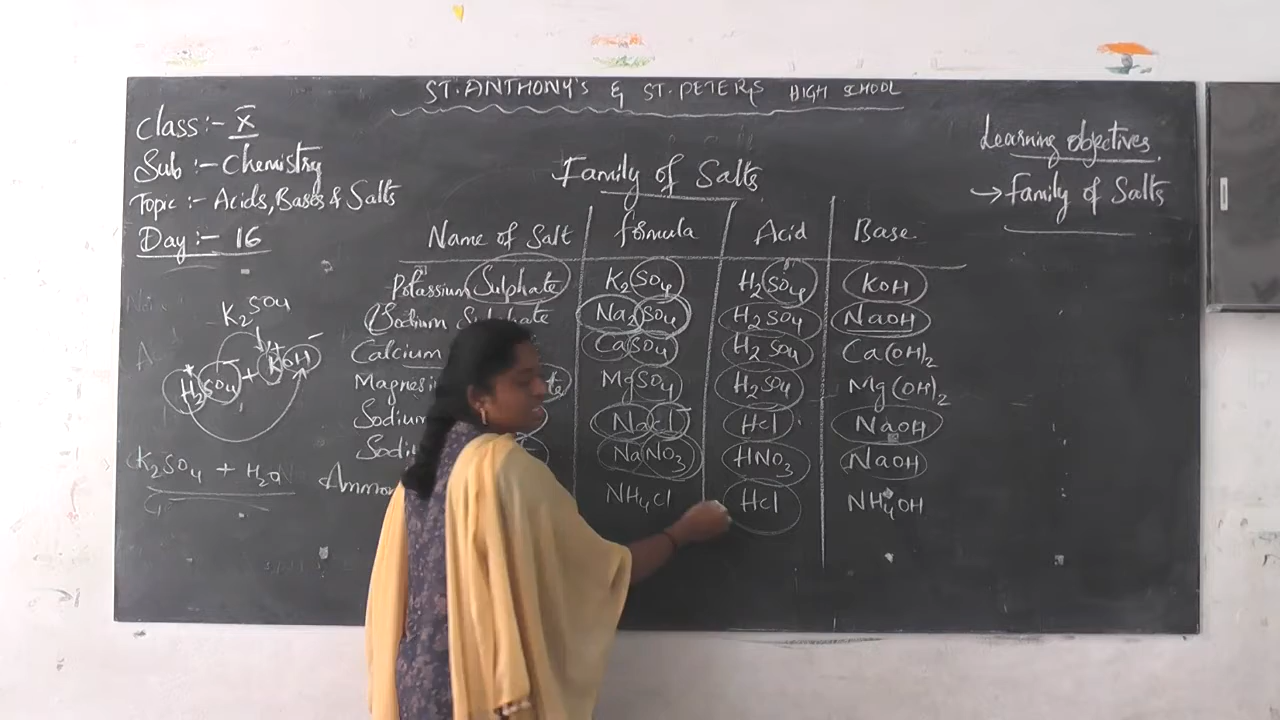 ST. ANTHONY'S & ST. PETERS HIGH SCHOOL
Class:- X
Sub :- Chemistry
Topic :- Acids, Bases & Salts
Day :- 16
Learning objectives
→ Family of Salts
Family of Salts
Name of Salt Formula Acid Base
Potassium Sulphate K2SO4 H2SO4 KOH
Sodium Sulphate Na2SO4 H2SO4 NaOH
Calcium CaSO4 H2SO4 Ca(OH)2
MgSO4 H2SO4 Mg(OH)2
Sodium NaCl HCl NaOH
NaNO3 HNO3 NaOH
NH4Cl HCl NH4OH
K2SO4
H2SO4 + KOH
K2SO4 + H2O